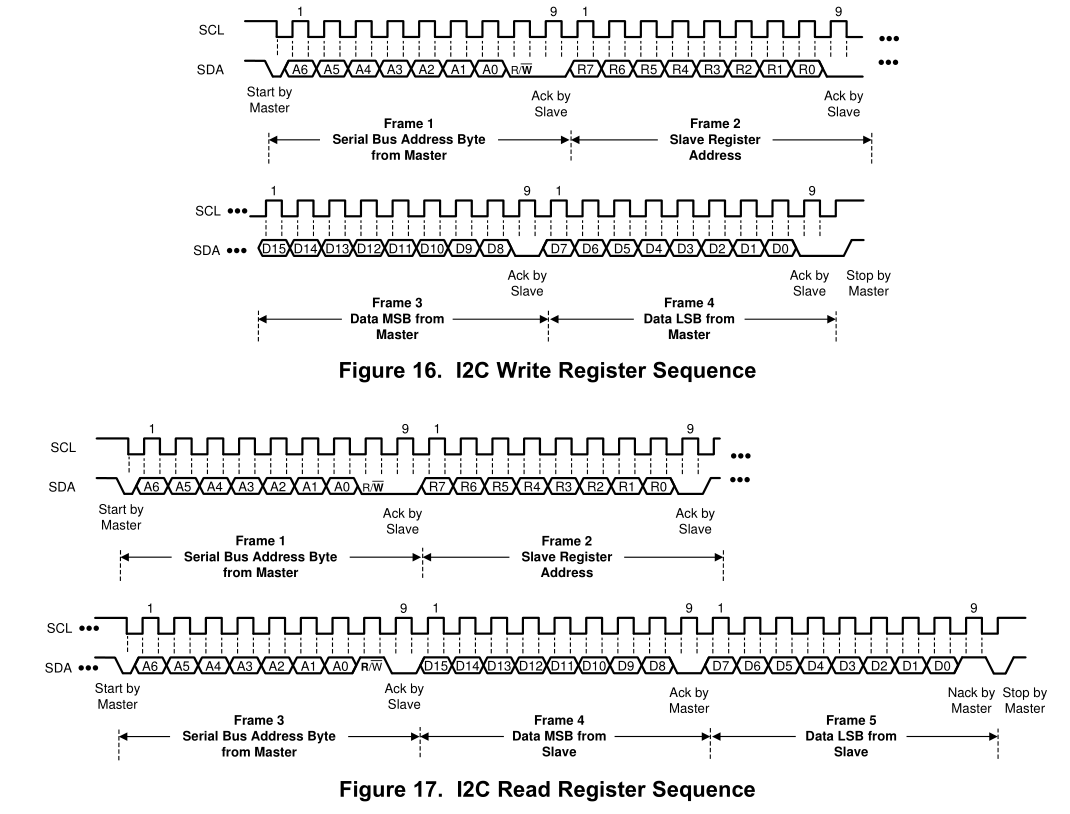 1 9 1 9
SCL •••
SDA A6 A5 A4 A3 A2 A1 A0 R/W R7 R6 R5 R4 R3 R2 R1 R0 •••
Start by
Master
Ack by
Slave
Ack by
Slave
Frame 1
Serial Bus Address Byte
from Master
Frame 2
Slave Register
Address
1 9 1 9
SCL •••
SDA ••• D15 D14 D13 D12 D11 D10 D9 D8 D7 D6 D5 D4 D3 D2 D1 D0
Ack by
Slave
Ack by
Slave
Stop by
Master
Frame 3
Data MSB from
Master
Frame 4
Data LSB from
Master
Figure 16. I2C Write Register Sequence
1 9 1 9
SCL •••
SDA A6 A5 A4 A3 A2 A1 A0 R/W R7 R6 R5 R4 R3 R2 R1 R0 •••
Start by
Master
Ack by
Slave
Ack by
Slave
Frame 1
Serial Bus Address Byte
from Master
Frame 2
Slave Register
Address
1 9 1 9 1 9
SCL •••
SDA ••• A6 A5 A4 A3 A2 A1 A0 R/W D15 D14 D13 D12 D11 D10 D9 D8 D7 D6 D5 D4 D3 D2 D1 D0
Start by
Master
Ack by
Slave
Ack by
Master
Nack by
Master
Stop by
Master
Frame 3
Serial Bus Address Byte
from Master
Frame 4
Data MSB from
Slave
Frame 5
Data LSB from
Slave
Figure 17. I2C Read Register Sequence